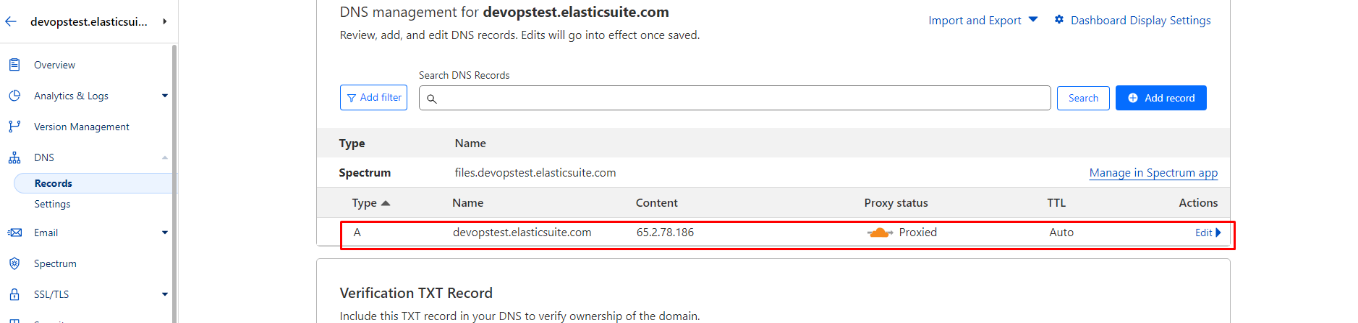 devopstest.elasticsui...
Overview
Analytics & Logs
Version Management
DNS
Records
Settings
Email
Spectrum
SSL/TLS
DNS management for devopstest.elasticsuite.com
Review, add, and edit DNS records. Edits will go into effect once saved.
Import and Export
Dashboard Display Settings
Search DNS Records
Add filter
Search
Add record
Type Name
Spectrum files.devopstest.elasticsuite.com Manage in Spectrum app
Type Name Content Proxy status TTL Actions
A devopstest.elasticsuite.com 65.2.78.186 Proxied Auto Edit
Verification TXT Record
Include this TXT record in your DNS to verify ownership of the domain.